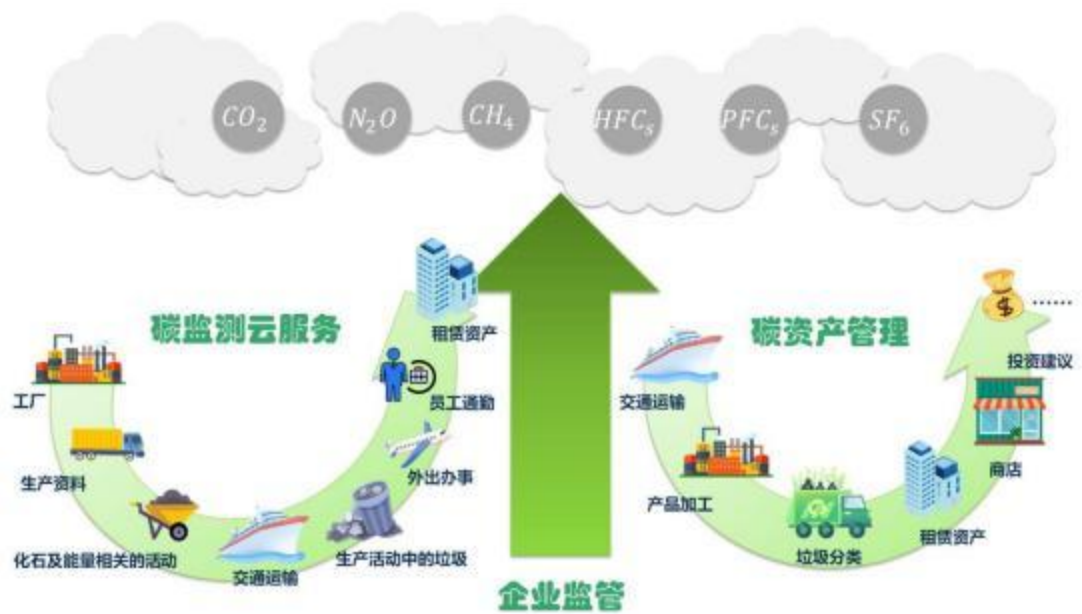 CO₂ N₂O CH₄ HFCₛ PFCₛ SF₆
碳监测云服务
工厂
生产资料
化石及能量相关的活动
交通运输
生产活动中的垃圾
外出办事
员工通勤
租赁资产
企业监管
碳资产管理
交通运输
产品加工
垃圾分类
租赁资产
商店
投资建议
$ ······